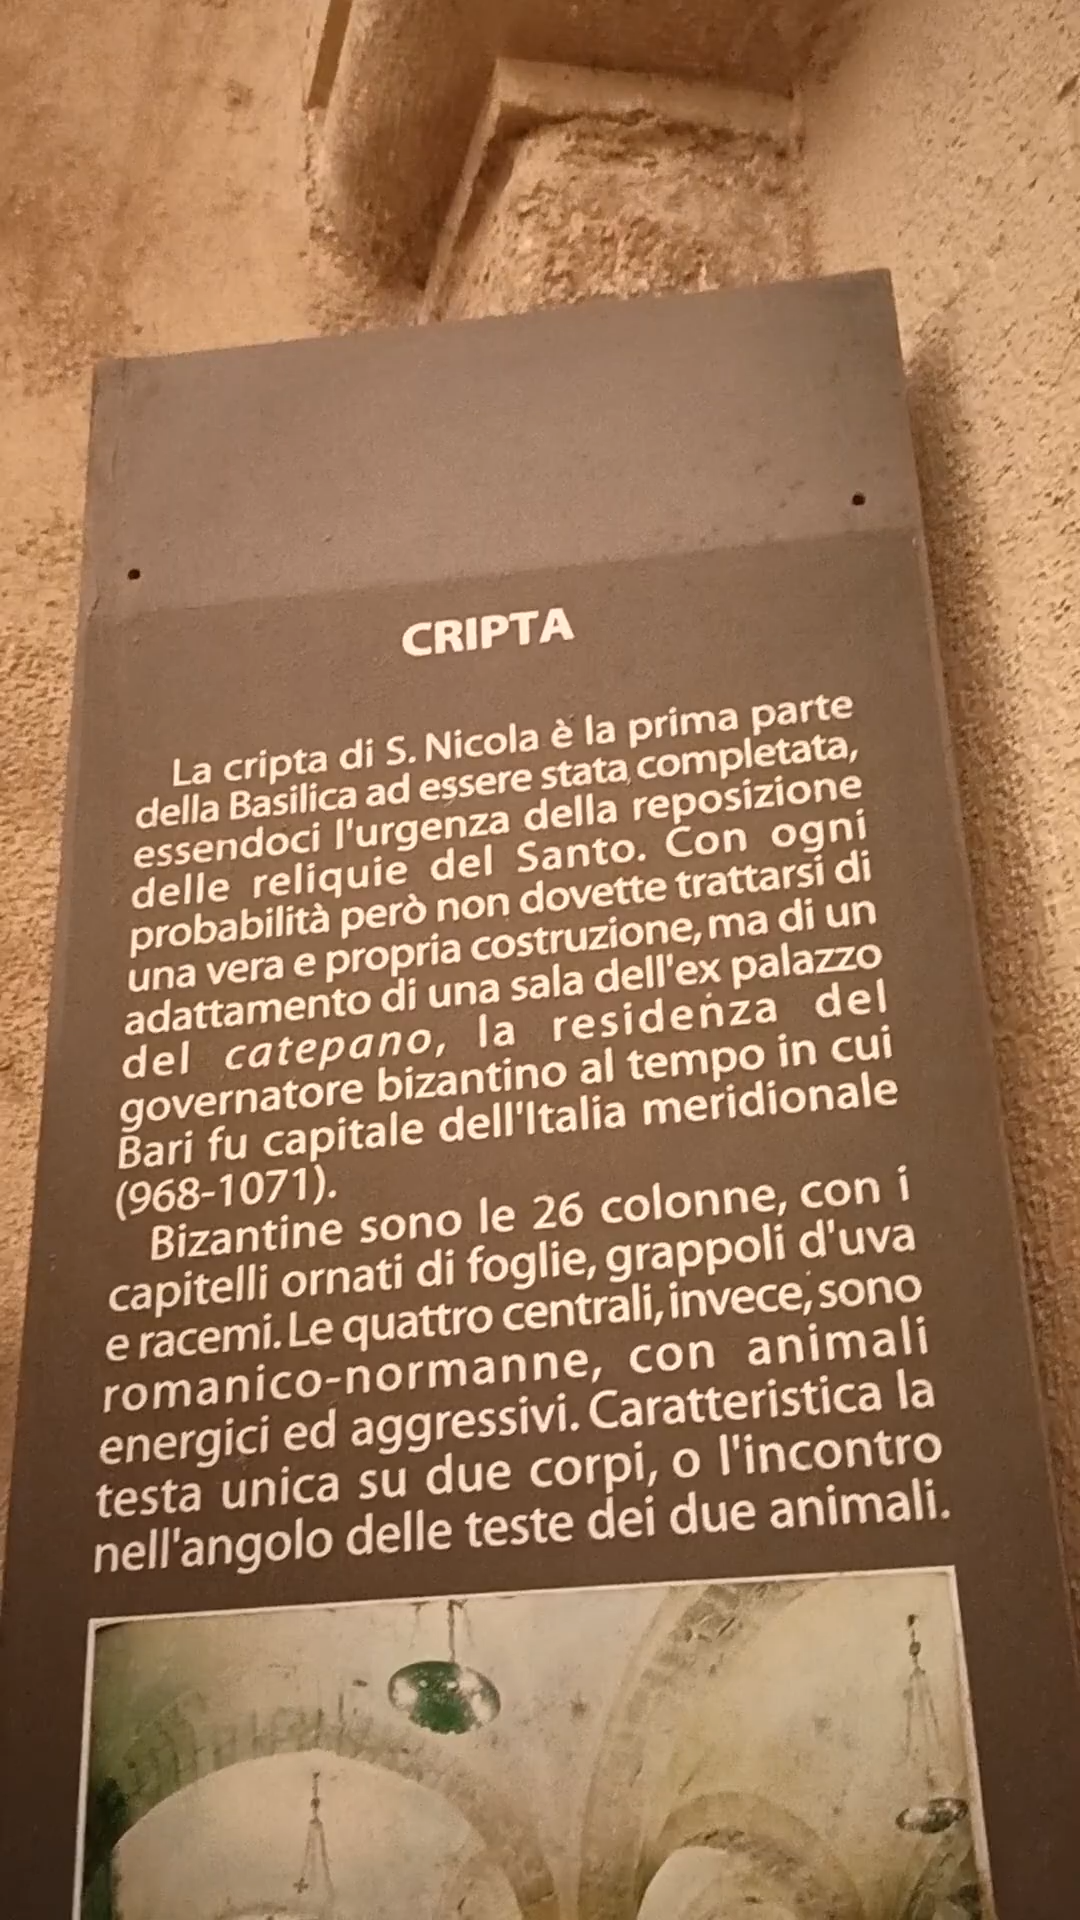 CRIPTA
La cripta di S. Nicola è la prima parte
della Basilica ad essere stata completata,
essendoci l'urgenza della reposizione
delle reliquie del Santo. Con ogni
probabilità però non dovette trattarsi di
una vera e propria costruzione, ma di un
adattamento di una sala dell'ex palazzo
del catepano, la residenza del
governatore bizantino al tempo in cui
Bari fu capitale dell'Italia meridionale
(968-1071).
Bizantine sono le 26 colonne, con i
capitelli ornati di foglie, grappoli d'uva
e racemi. Le quattro centrali, invece, sono
romanico-normanne, con animali
energici ed aggressivi. Caratteristica la
testa unica su due corpi, o l'incontro
nell'angolo delle teste dei due animali.